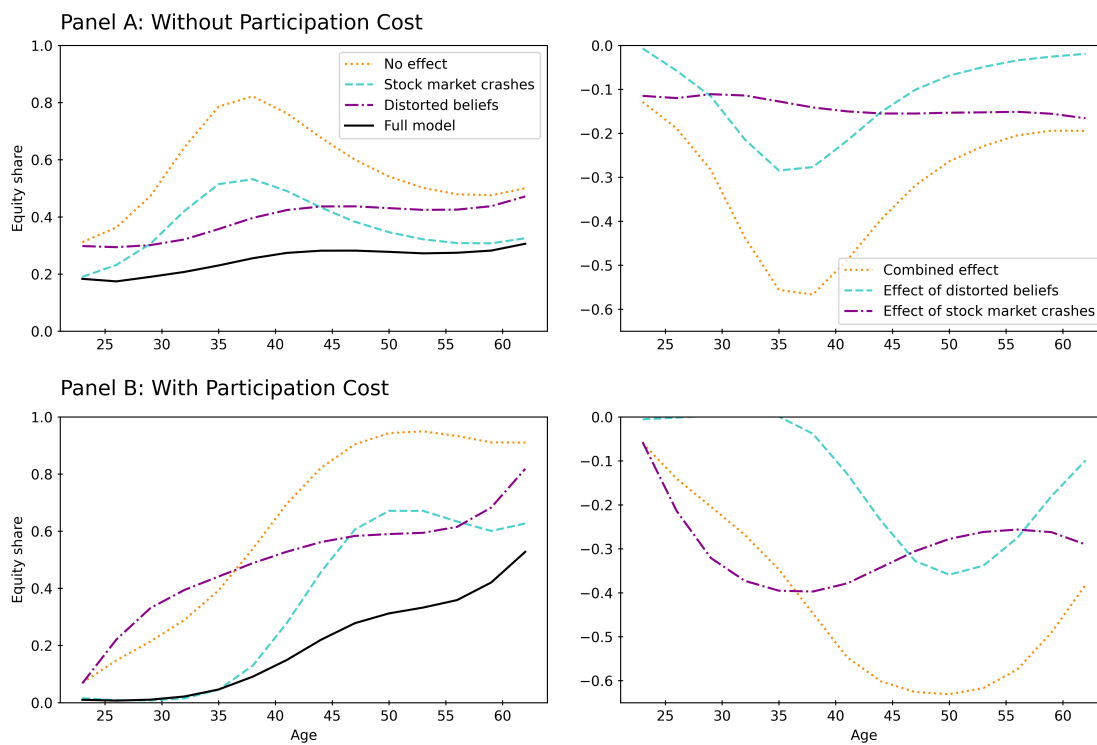 Panel A: Without Participation Cost
1.0
0.8
0.6
0.4
0.2
0.0
Equity share
No effect
Stock market crashes
Distorted beliefs
Full model
25 30 35 40 45 50 55 60
0.0
−0.1
−0.2
−0.3
−0.4
−0.5
−0.6
Combined effect
Effect of distorted beliefs
Effect of stock market crashes
25 30 35 40 45 50 55 60
Panel B: With Participation Cost
1.0
0.8
0.6
0.4
0.2
0.0
Equity share
25 30 35 40 45 50 55 60
Age
0.0
−0.1
−0.2
−0.3
−0.4
−0.5
−0.6
25 30 35 40 45 50 55 60
Age